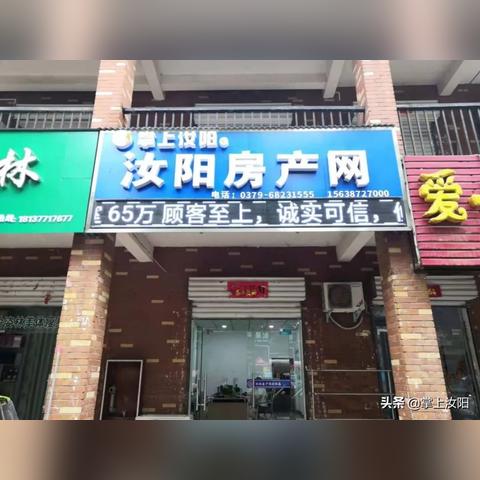 掌上汝阳
汝阳房产网
电话：0379-68231555 15638727000
65万 顾客至上，诚实可信，
林
18137717677
爱
头条 @掌上汝阳